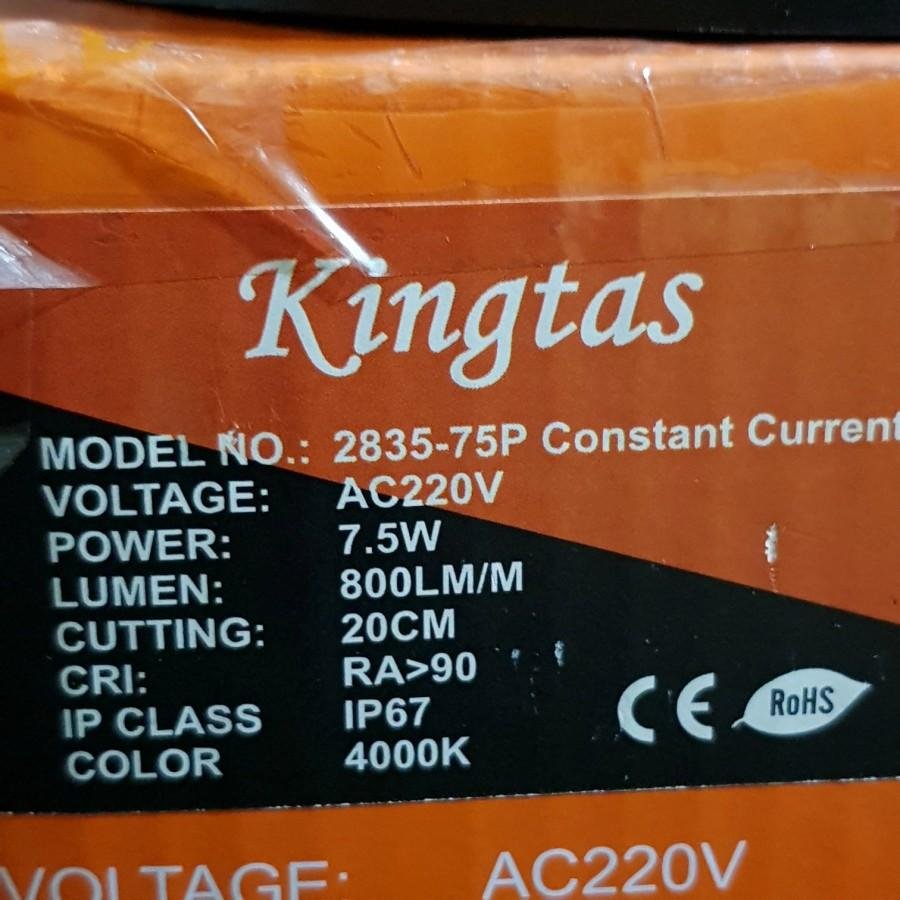 Kingtas
MODEL NO.: 2835-75P Constant Current
VOLTAGE: AC220V
POWER: 7.5W
LUMEN: 800LM/M
CUTTING: 20CM
CRI: RA>90
IP CLASS IP67
COLOR 4000K
CE RoHS
VOLTAGE: AC220V